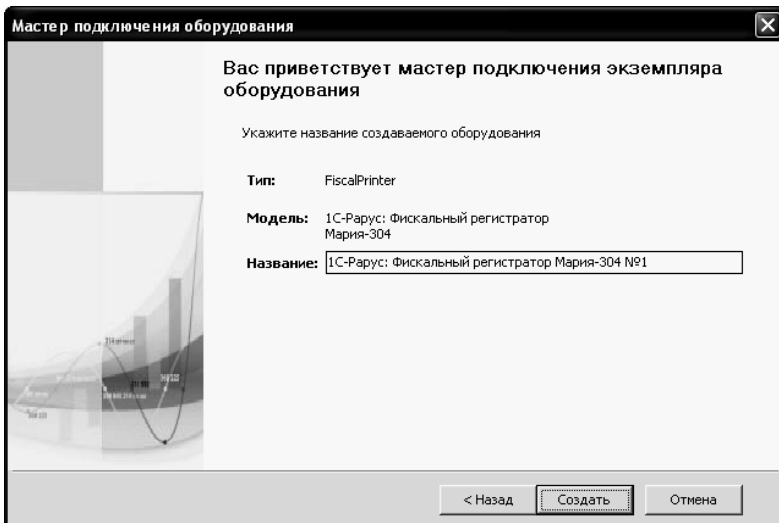 Мастер подключения оборудования
Вас приветствует мастер подключения экземпляра
оборудования
Укажите название создаваемого оборудования
Тип: FiscalPrinter
Модель: 1С-Рарус: Фискальный регистратор
Мария-304
Название: 1С-Рарус: Фискальный регистратор Мария-304 №1
< Назад Создать Отмена